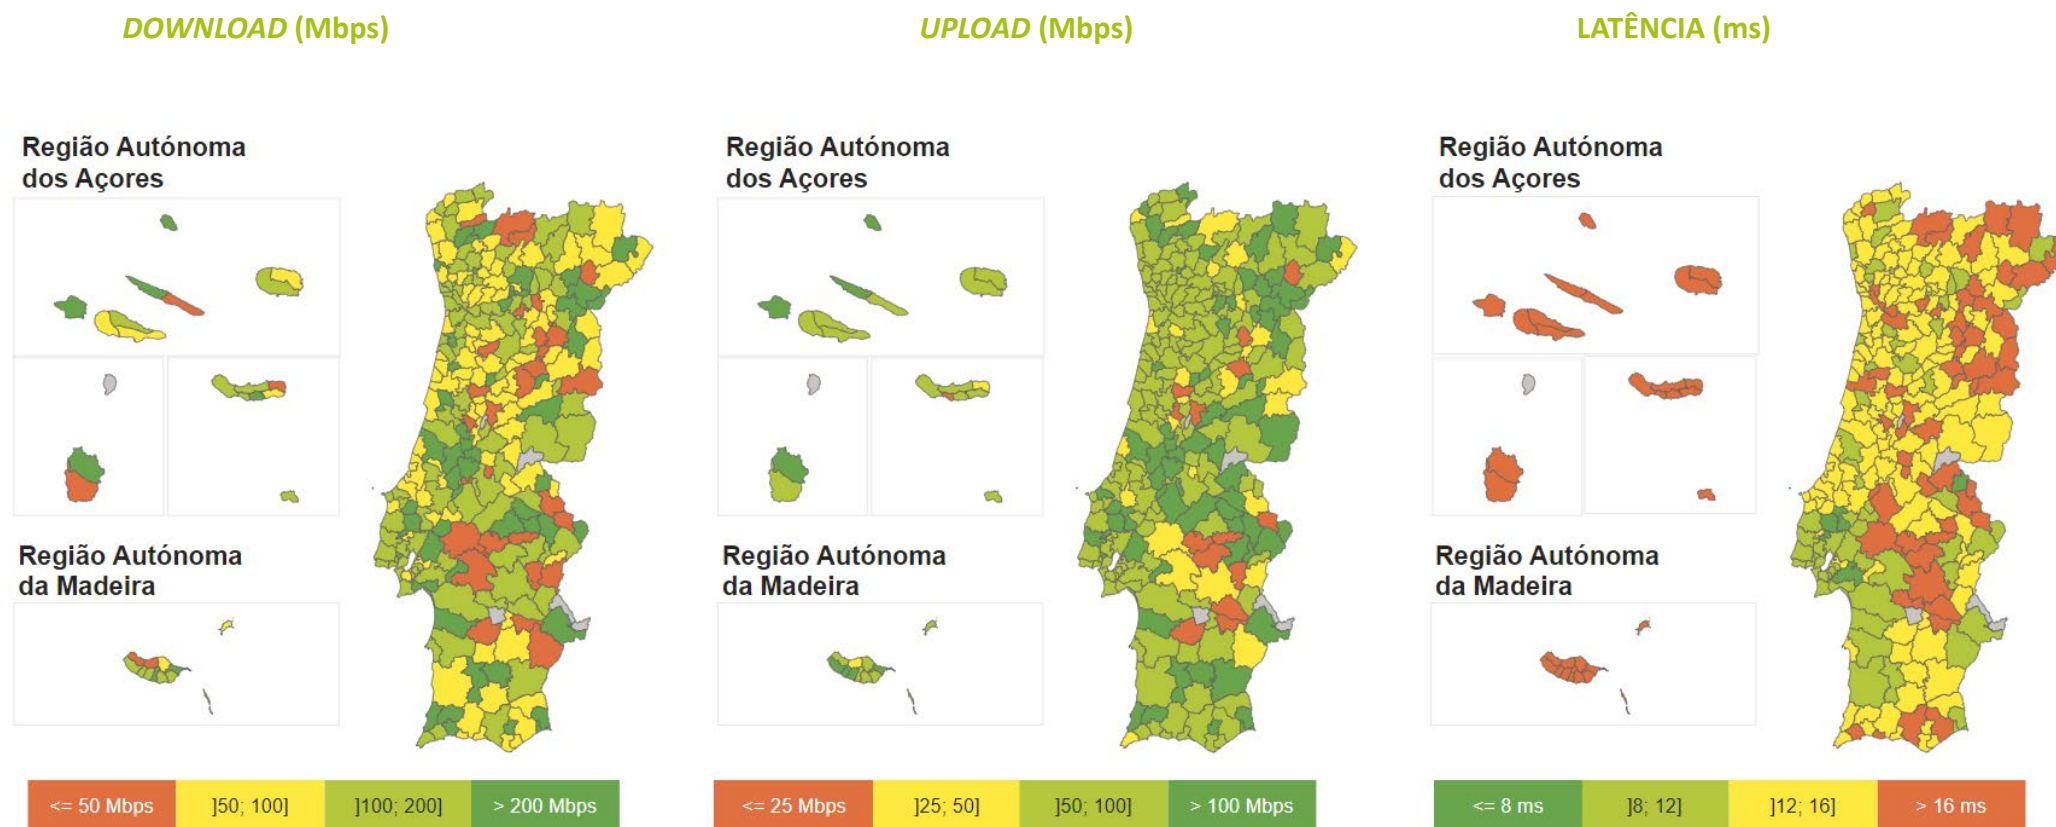 DOWNLOAD (Mbps)
UPLOAD (Mbps)
LATÊNCIA (ms)
Região Autónoma
dos Açores
Região Autónoma
da Madeira
<= 50 Mbps
]50; 100]
]100; 200]
> 200 Mbps
Região Autónoma
dos Açores
Região Autónoma
da Madeira
<= 25 Mbps
]25; 50]
]50; 100]
> 100 Mbps
Região Autónoma
dos Açores
Região Autónoma
da Madeira
<= 8 ms
]8; 12]
]12; 16]
> 16 ms